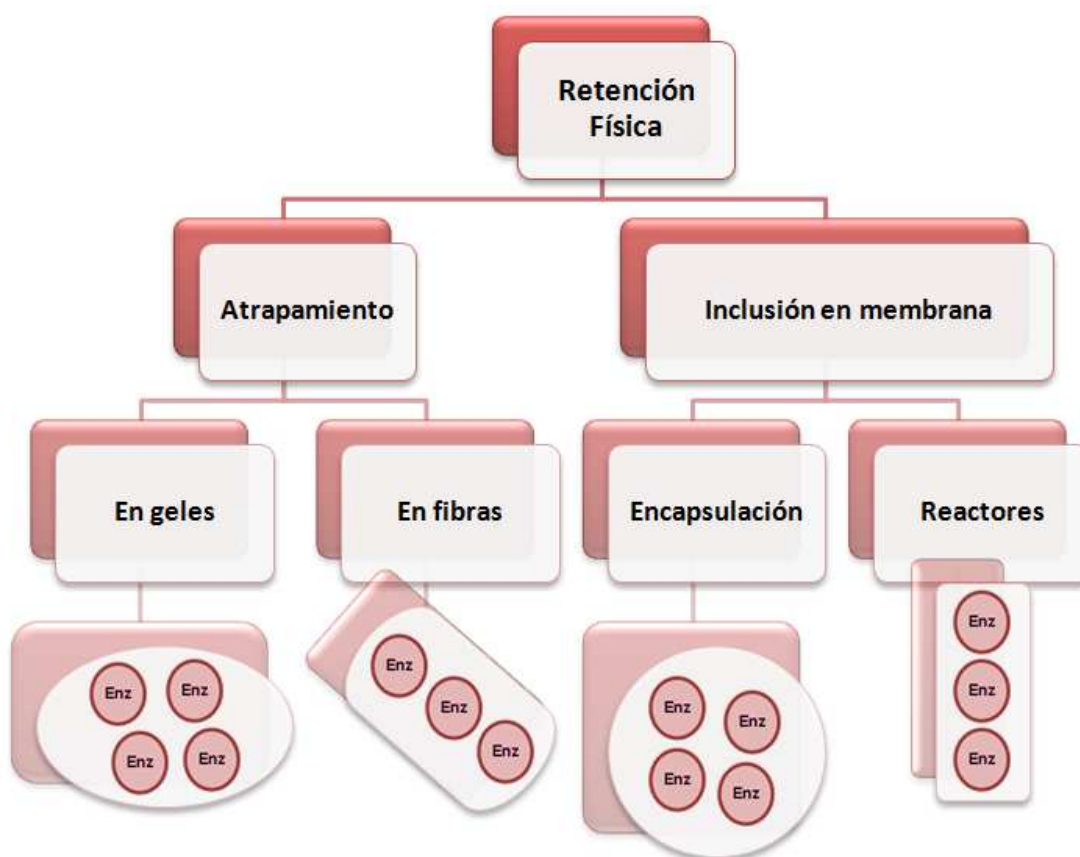 Retención
Física
Atrapamiento
Inclusión en membrana
En geles
En fibras
Encapsulación
Reactores
Enz
Enz
Enz
Enz
Enz
Enz
Enz
Enz
Enz
Enz
Enz
Enz
Enz
Enz